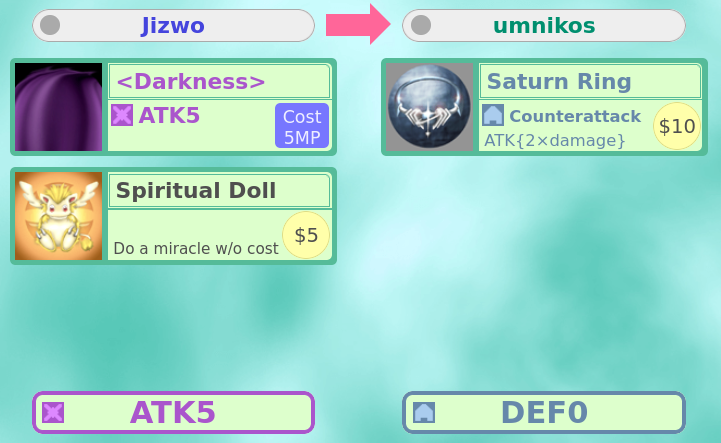 Jizwo
umnikos
<Darkness>
ATK5
Cost
5MP
Spiritual Doll
Do a miracle w/o cost
$5
Saturn Ring
Counterattack
ATK{2×damage}
$10
ATK5
DEF0